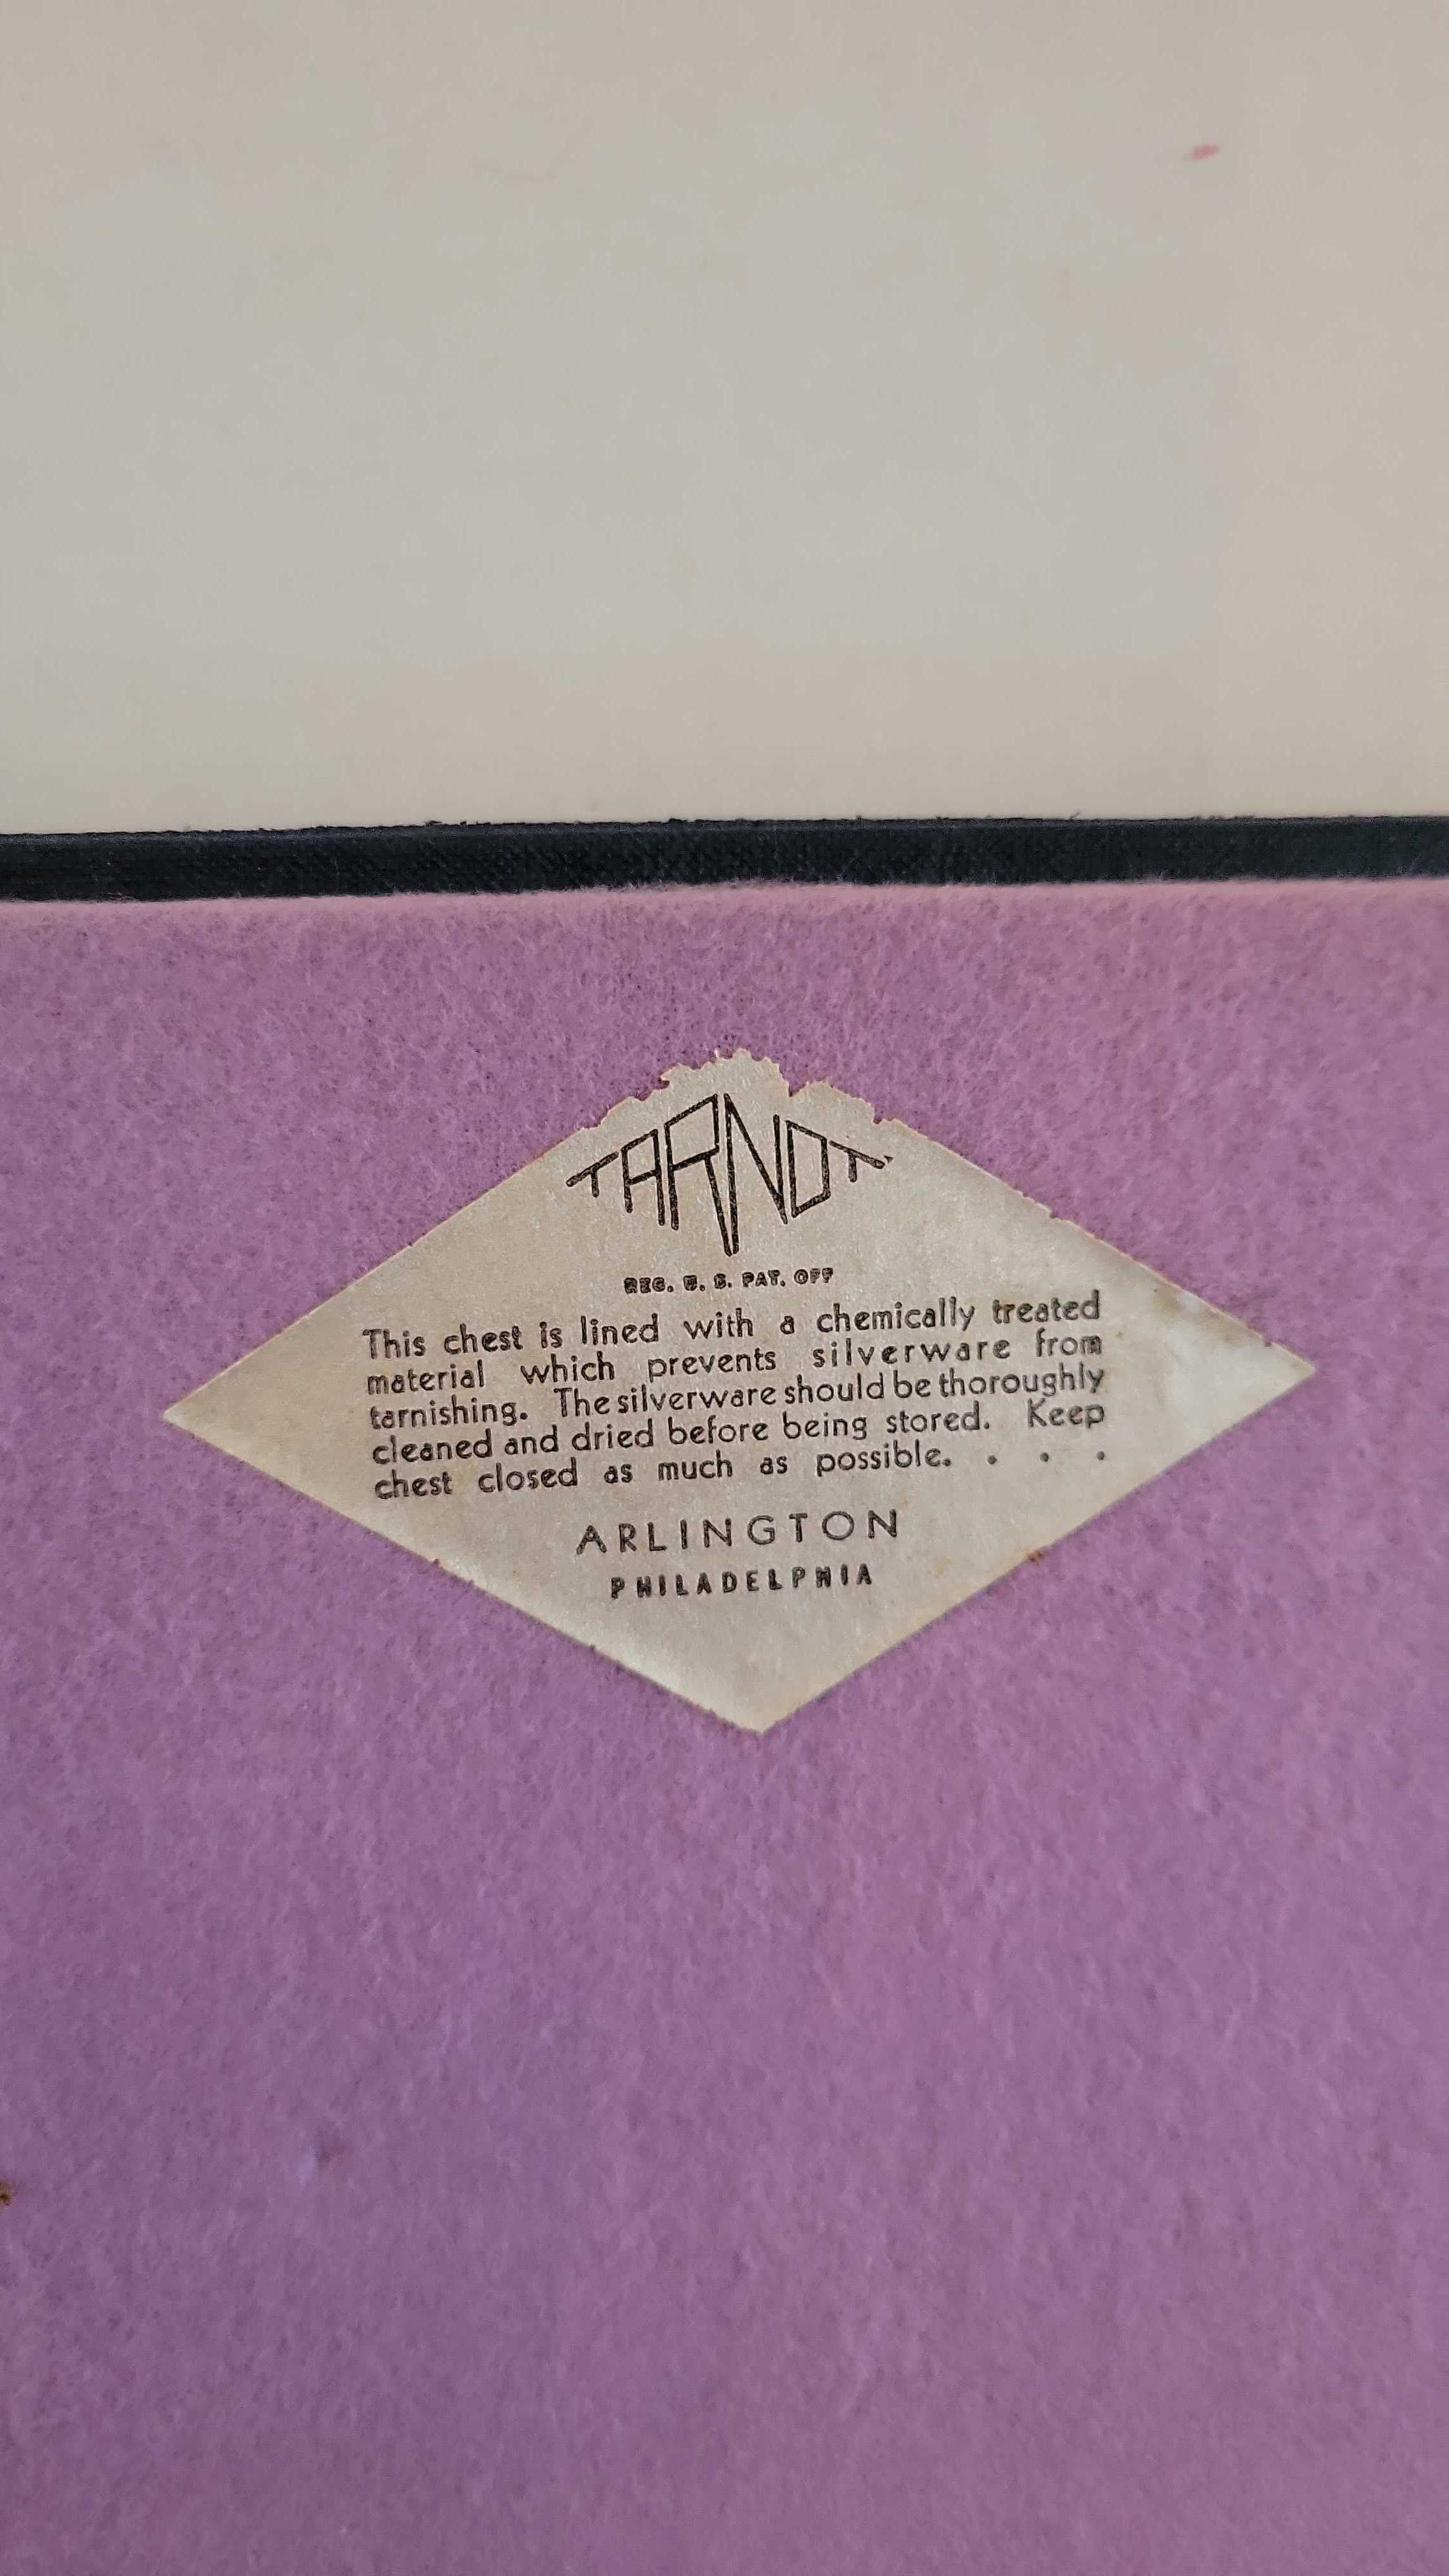 TARNOT
REG. U. S. PAT. OFF
This chest is lined with a chemically treated
material which prevents silverware from
tarnishing. The silverware should be thoroughly
cleaned and dried before being stored. Keep
chest closed as much as possible. . . .
ARLINGTON
PHILADELPHIA